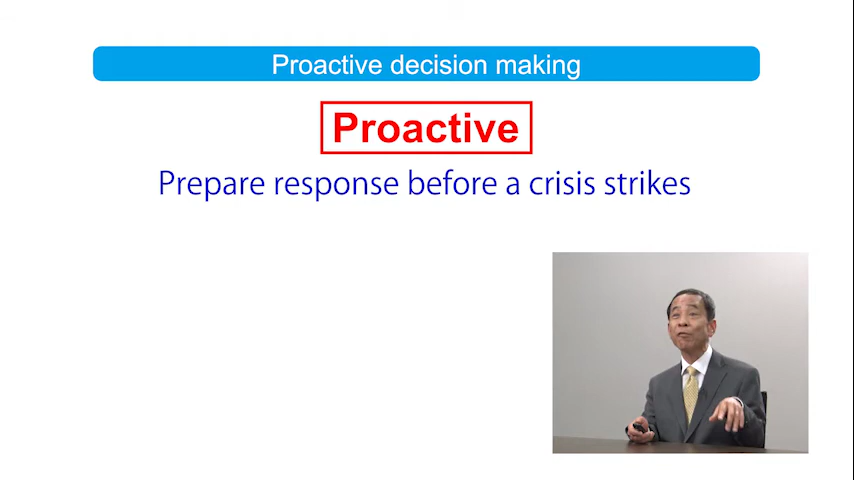 Proactive decision making
Proactive
Prepare response before a crisis strikes